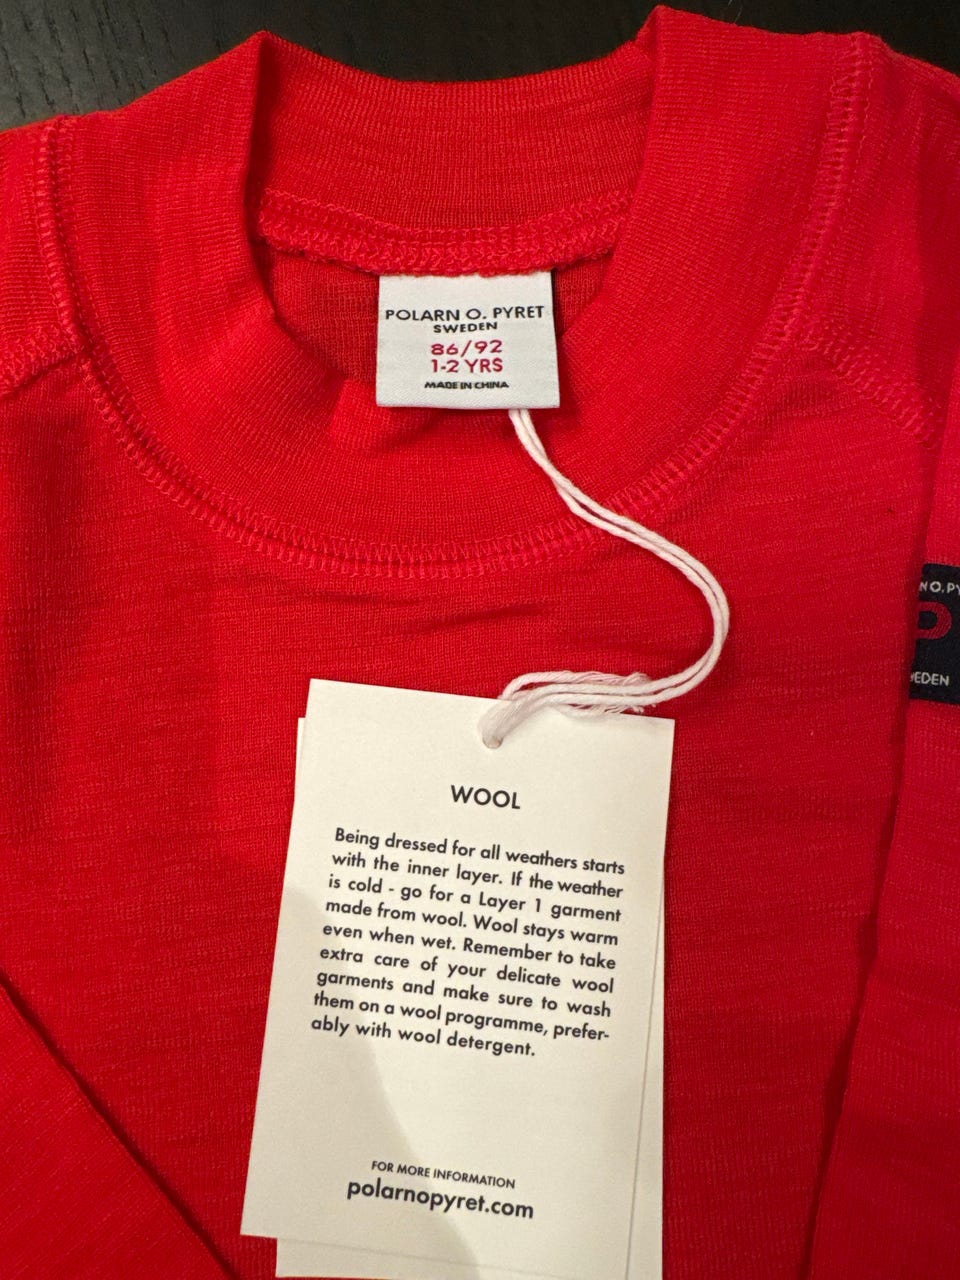 POLARN O. PYRET
SWEDEN
86/92
1-2 YRS
MADE IN CHINA
N O. PY
P
EDEN
WOOL
Being dressed for all weathers starts
with the inner layer. If the weather
is cold - go for a Layer 1 garment
made from wool. Wool stays warm
even when wet. Remember to take
extra care of your delicate wool
garments and make sure to wash
them on a wool programme, prefer-
ably with wool detergent.
FOR MORE INFORMATION
polarnopyret.com